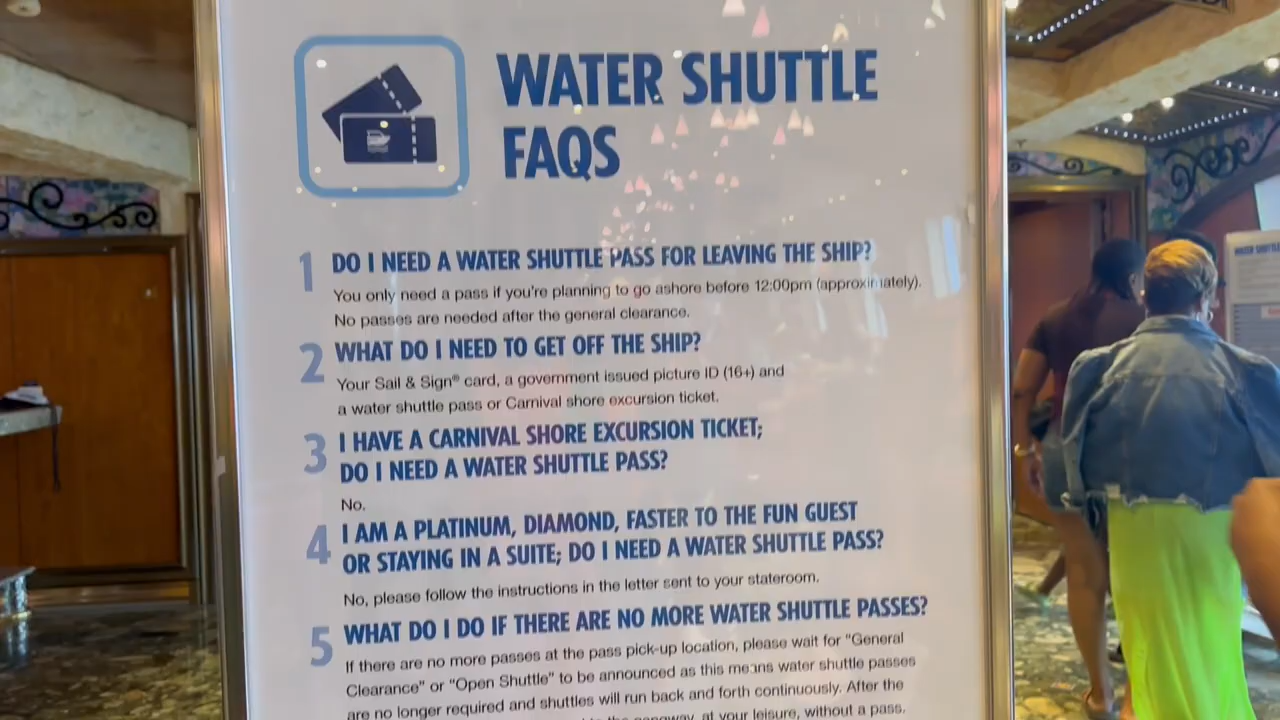 WATER SHUTTLE
FAQS
1 DO I NEED A WATER SHUTTLE PASS FOR LEAVING THE SHIP?
You only need a pass if you're planning to go ashore before 12:00pm (approximately).
No passes are needed after the general clearance.
2 WHAT DO I NEED TO GET OFF THE SHIP?
Your Sail & Sign® card, a government issued picture ID (16+) and
a water shuttle pass or Carnival shore excursion ticket.
3 I HAVE A CARNIVAL SHORE EXCURSION TICKET;
DO I NEED A WATER SHUTTLE PASS?
No.
4 I AM A PLATINUM, DIAMOND, FASTER TO THE FUN GUEST
OR STAYING IN A SUITE; DO I NEED A WATER SHUTTLE PASS?
No, please follow the instructions in the letter sent to your stateroom.
5 WHAT DO I DO IF THERE ARE NO MORE WATER SHUTTLE PASSES?
If there are no more passes at the pass pick-up location, please wait for "General
Clearance" or "Open Shuttle" to be announced as this means water shuttle passes
are no longer required and shuttles will run back and forth continuously. After the
to the gangway, at your leisure, without a pass.